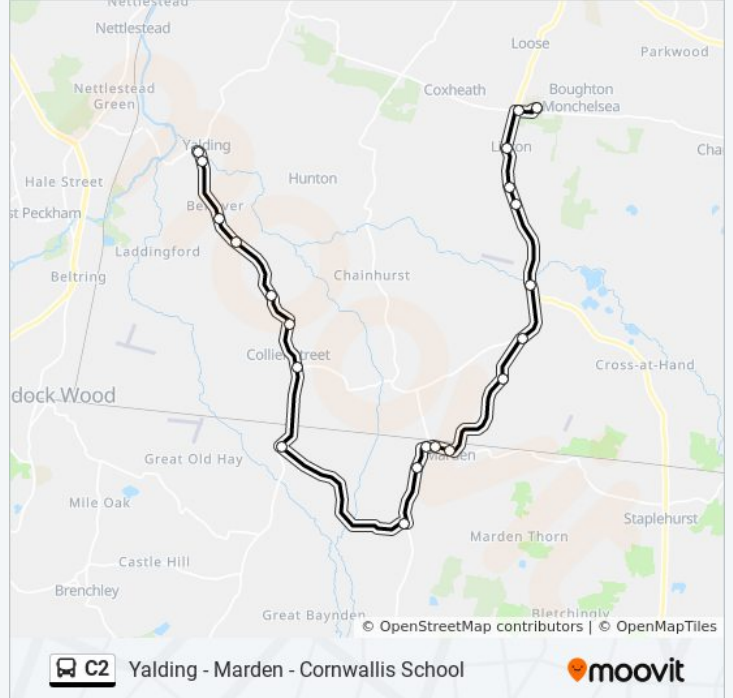 Nettlestead
Nettlestead
Loose
Parkwood
Nettlestead
Green
Coxheath
Boughton
Monchelsea
Yalding
Hale Street
Hunton
st Peckham
Laddingford
Beltring
Chainhurst
Collier Street
Cross-at-Hand
dock Wood
Great Old Hay
Marden
Mile Oak
Staplehurst
Marden Thorn
Castle Hill
Brenchley
Great Baynden
Bletchingly
© OpenStreetMap contributors | © OpenMapTiles
C2 Yalding - Marden - Cornwallis School
moovit